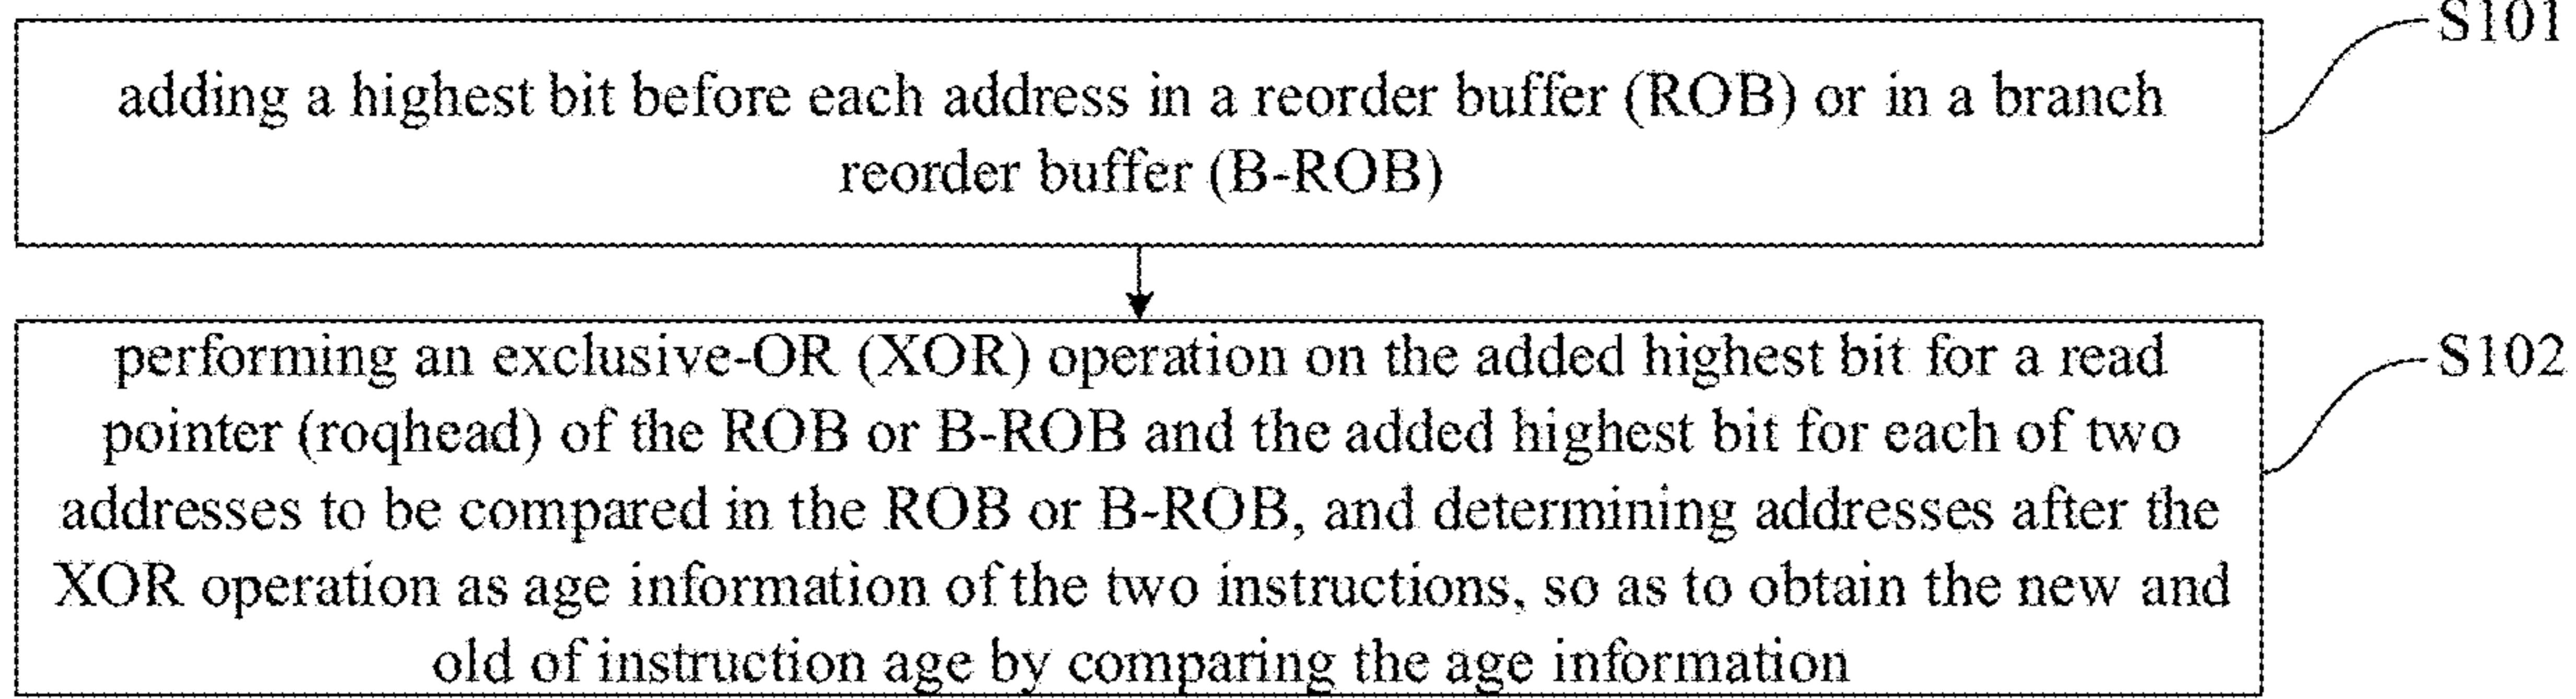 S101
adding a highest bit before each address in a reorder buffer (ROB) or in a branch
reorder buffer (B-ROB)
performing an exclusive-OR (XOR) operation on the added highest bit for a read
S102
pointer (roqhead) of the ROB or B-ROB and the added highest bit for each of two
addresses to be compared in the ROB or B-ROB, and determining addresses after the
XOR operation as age information of the two instructions, so as to obtain the new and
old of instruction age by comparing the age information